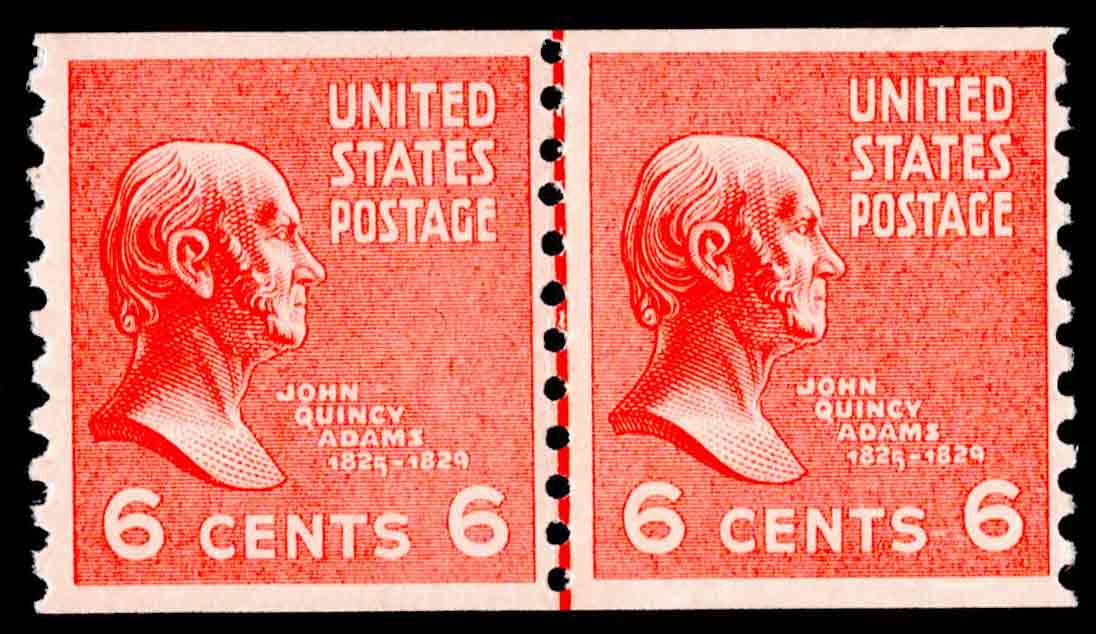 UNITED
STATES
POSTAGE
JOHN
QUINCY
ADAMS
1825-1829
6 CENTS 6
UNITED
STATES
POSTAGE
JOHN
QUINCY
ADAMS
1825-1829
6 CENTS 6